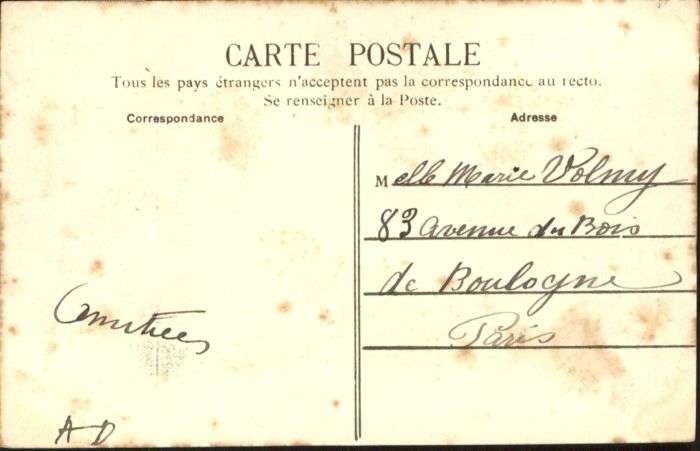 CARTE POSTALE
Tous les pays étrangers n'acceptent pas la correspondance au recto.
Se renseigner à la Poste.
Correspondance
Amitiées
A D
Adresse
Melle Marie Volmy
83 Avenue du Bois
de Boulogne
Paris